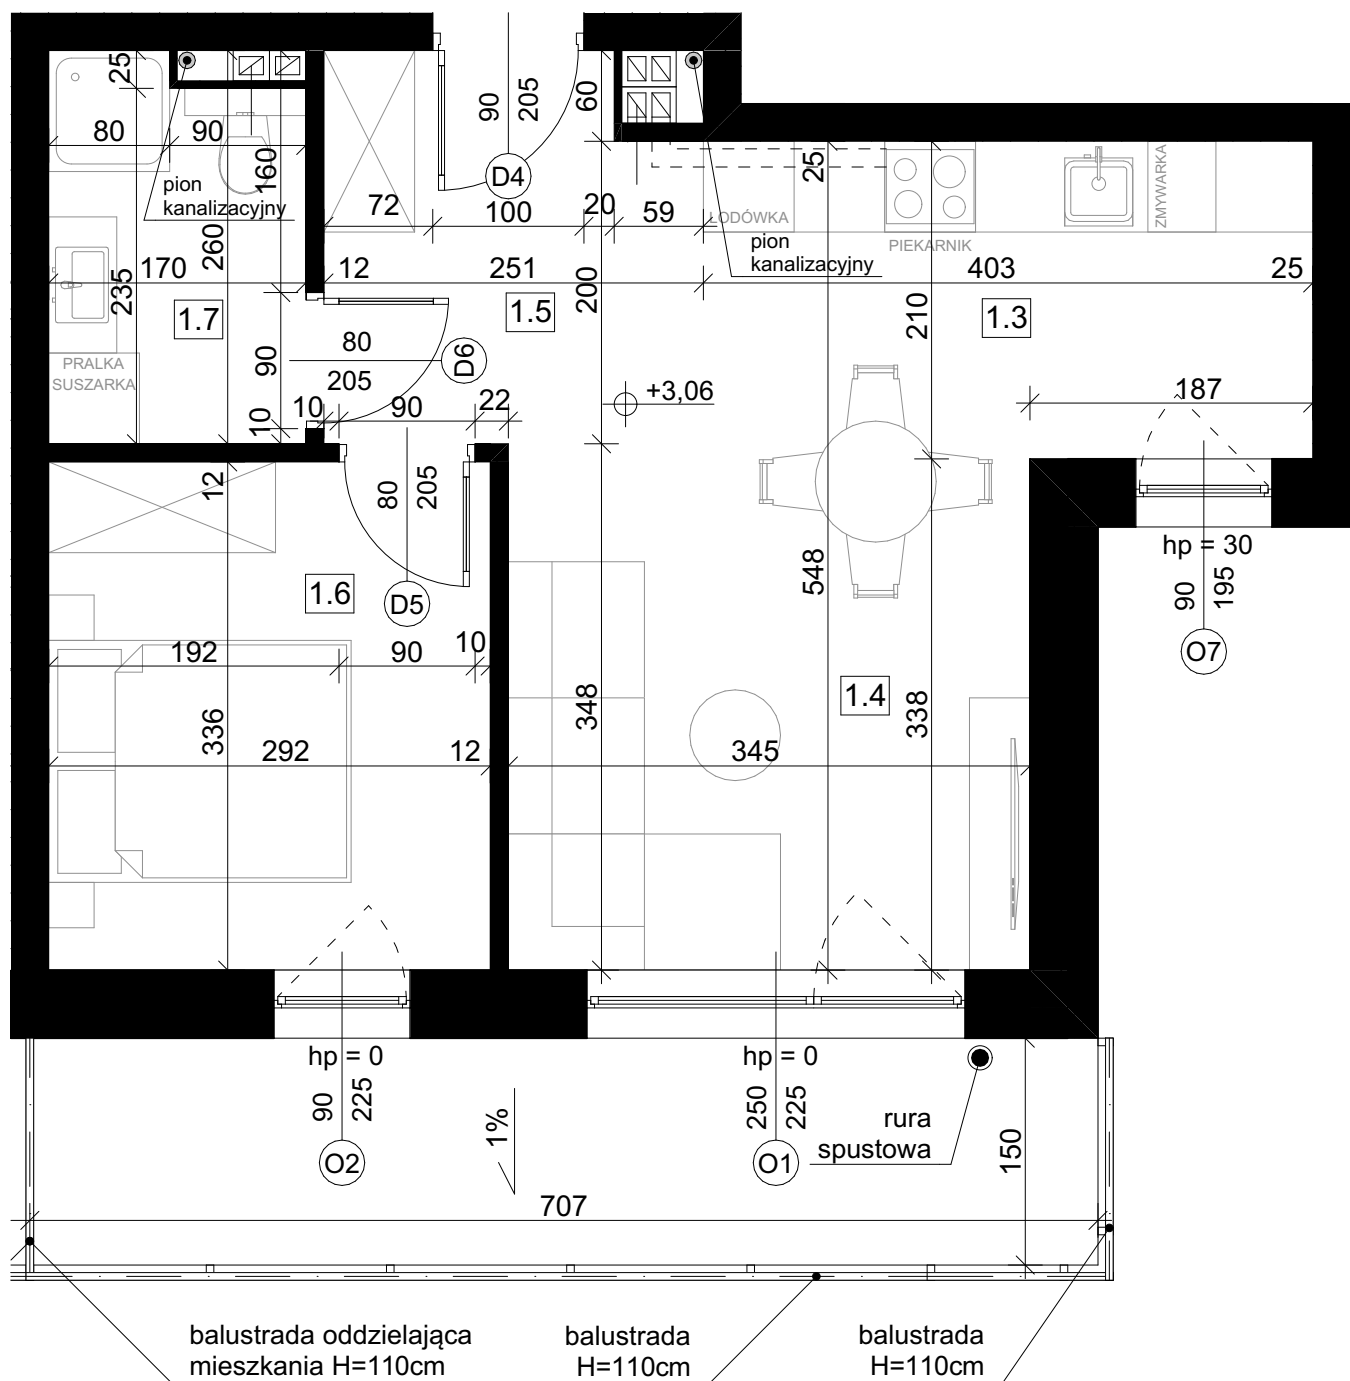 25
80
90
160
pion
kanalizacyjny
260
170
235
1.7
PRALKA
SUSZARKA
90
10
90
205
D4
60
72
100
20
59
12
251
200
1.5
80
205
D6
10
90
22
+3,06
25
LODÓWKA
PIEKARNIK
ZMYWARKA
pion
kanalizacyjny
403
25
210
1.3
187
12
80
205
D5
1.6
192
90
10
336
292
12
548
348
338
345
1.4
hp = 30
90
195
O7
hp = 0
90
225
O2
1%
hp = 0
250
225
O1
rura
spustowa
150
707
balustrada oddzielająca
mieszkania H=110cm
balustrada
H=110cm
balustrada
H=110cm